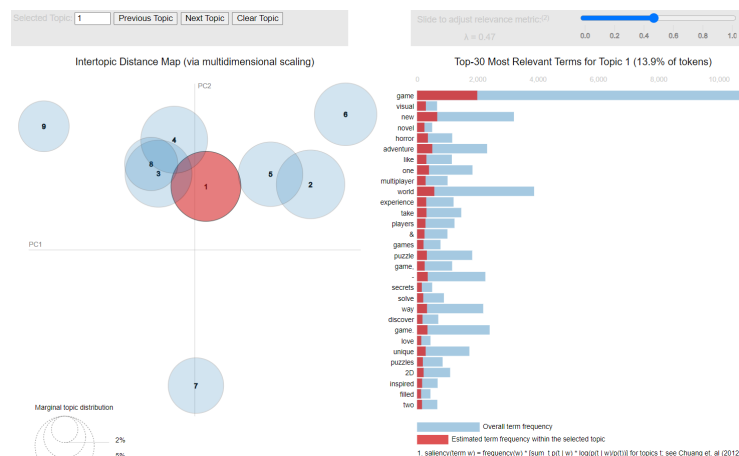 Selected Topic: 1 Previous Topic Next Topic Clear Topic
Slide to adjust relevance metric:(2)
λ = 0.47
0.0 0.2 0.4 0.6 0.8 1.0
Intertopic Distance Map (via multidimensional scaling)
PC2
PC1
9
6
4
8
3
1
5
2
7
Marginal topic distribution
2%
5%
Top-30 Most Relevant Terms for Topic 1 (13.9% of tokens)
0 2,000 4,000 6,000 8,000 10,000
game
visual
new
novel
horror
adventure
like
one
multiplayer
world
experience
take
players
&
games
puzzle
game,
-
secrets
solve
way
discover
game.
love
unique
puzzles
2D
inspired
filled
two
Overall term frequency
Estimated term frequency within the selected topic
1. saliency(term w) = frequency(w) * [sum_t p(t | w) * log(p(t | w)/p(t))] for topics t; see Chuang et. al (2012